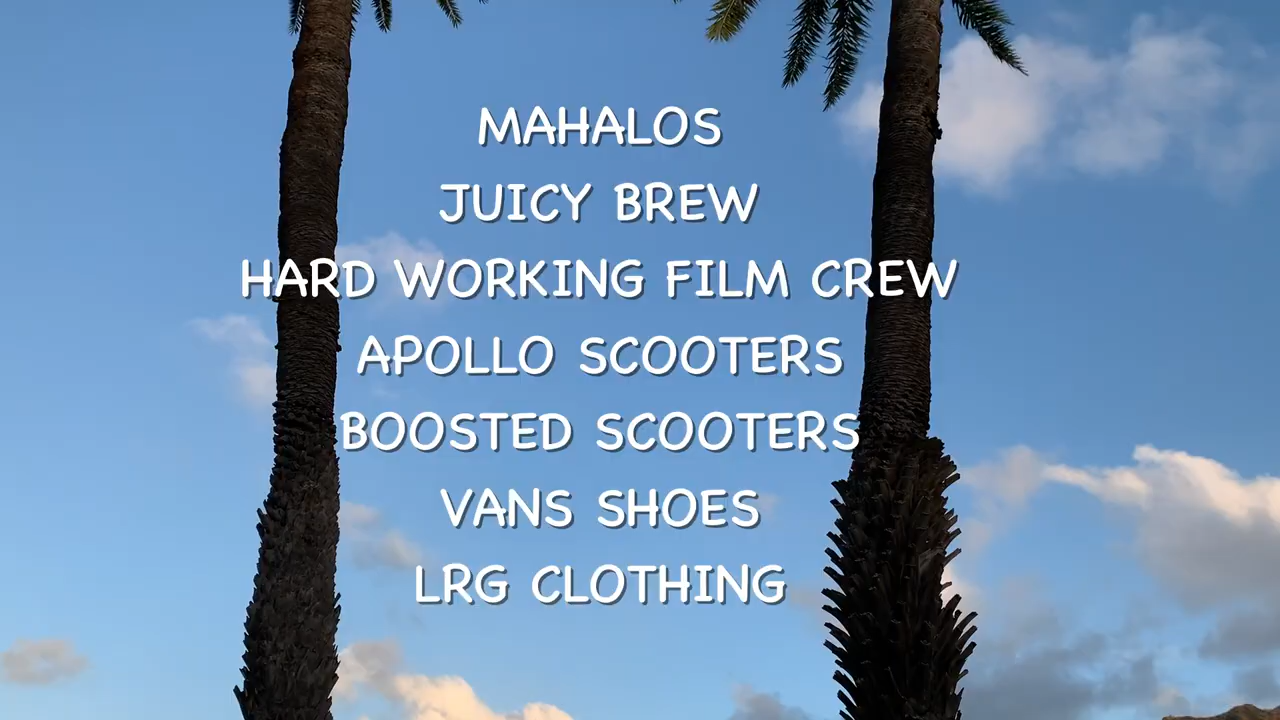 MAHALOS
JUICY BREW
HARD WORKING FILM CREW
APOLLO SCOOTERS
BOOSTED SCOOTERS
VANS SHOES
LRG CLOTHING